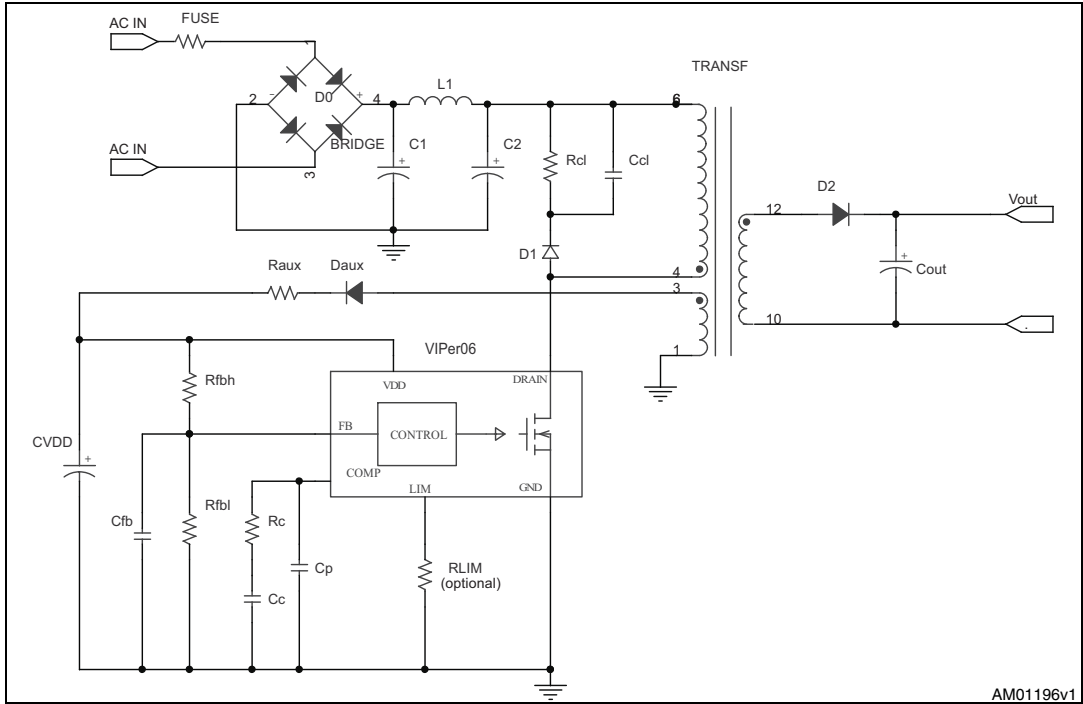 AC IN
FUSE
1
TRANSF
D0
-
+
2
4
L1
6
BRIDGE
C1
+
C2
+
AC IN
3
Rcl
Ccl
D2
12
Vout
D1
+
Cout
Raux
Daux
4
3
10
.
VIPer06
1
Rfbh
VDD
DRAIN
FB
CONTROL
CVDD
+
COMP
LIM
GND
Cfb
Rfbl
Rc
Cp
RLIM
(optional)
Cc
AM01196v1